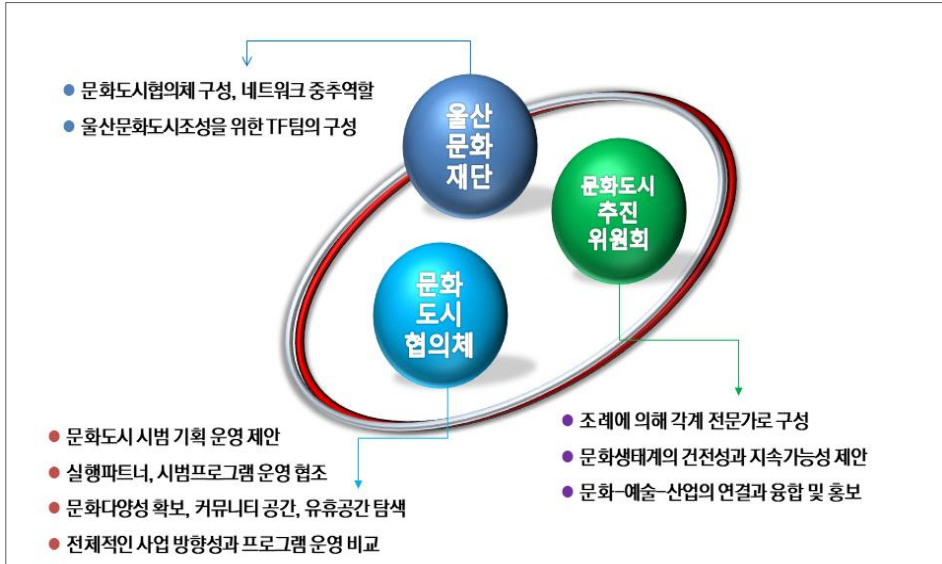 문화도시협의체 구성, 네트워크 중추역할
울산문화도시조성을 위한 TF팀의 구성
울산
문화
재단
문화도시
추진
위원회
문화
도시
협의체
문화도시 시범 기획 운영 제안
실행파트너, 시범프로그램 운영 협조
문화다양성 확보, 커뮤니티 공간, 유휴공간 탐색
전체적인 사업 방향성과 프로그램 운영 비교
조례에 의해 각계 전문가로 구성
문화생태계의 건전성과 지속가능성 제안
문화-예술-산업의 연결과 융합 및 홍보